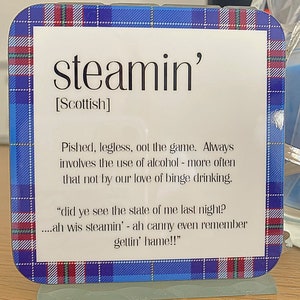 steamin'
[Scottish]
Pished, legless, oot the game. Always
involves the use of alcohol - more often
that not by our love of binge drinking.
"did ye see the state of me last night?
....ah wis steamin' - ah canny even remember
gettin' hame!!"